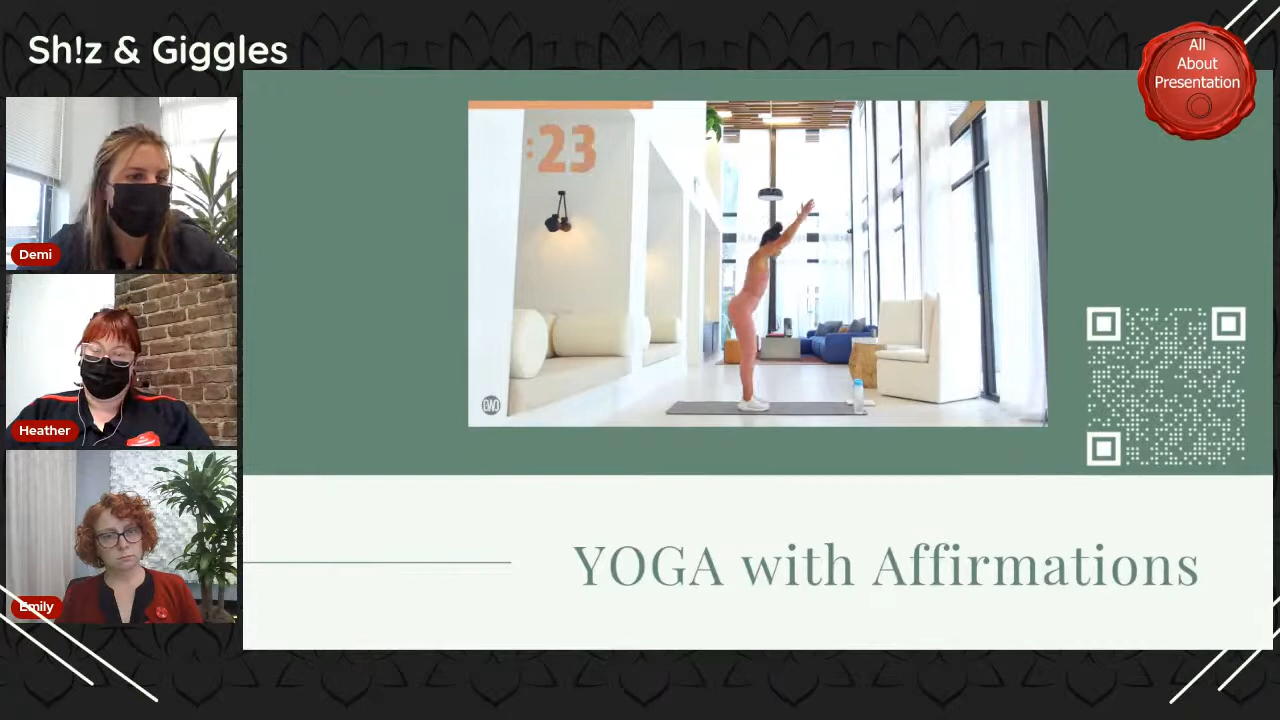 Sh!z & Giggles
All
About
Presentation
:23
Demi
Heather
Emily
YOGA with Affirmations